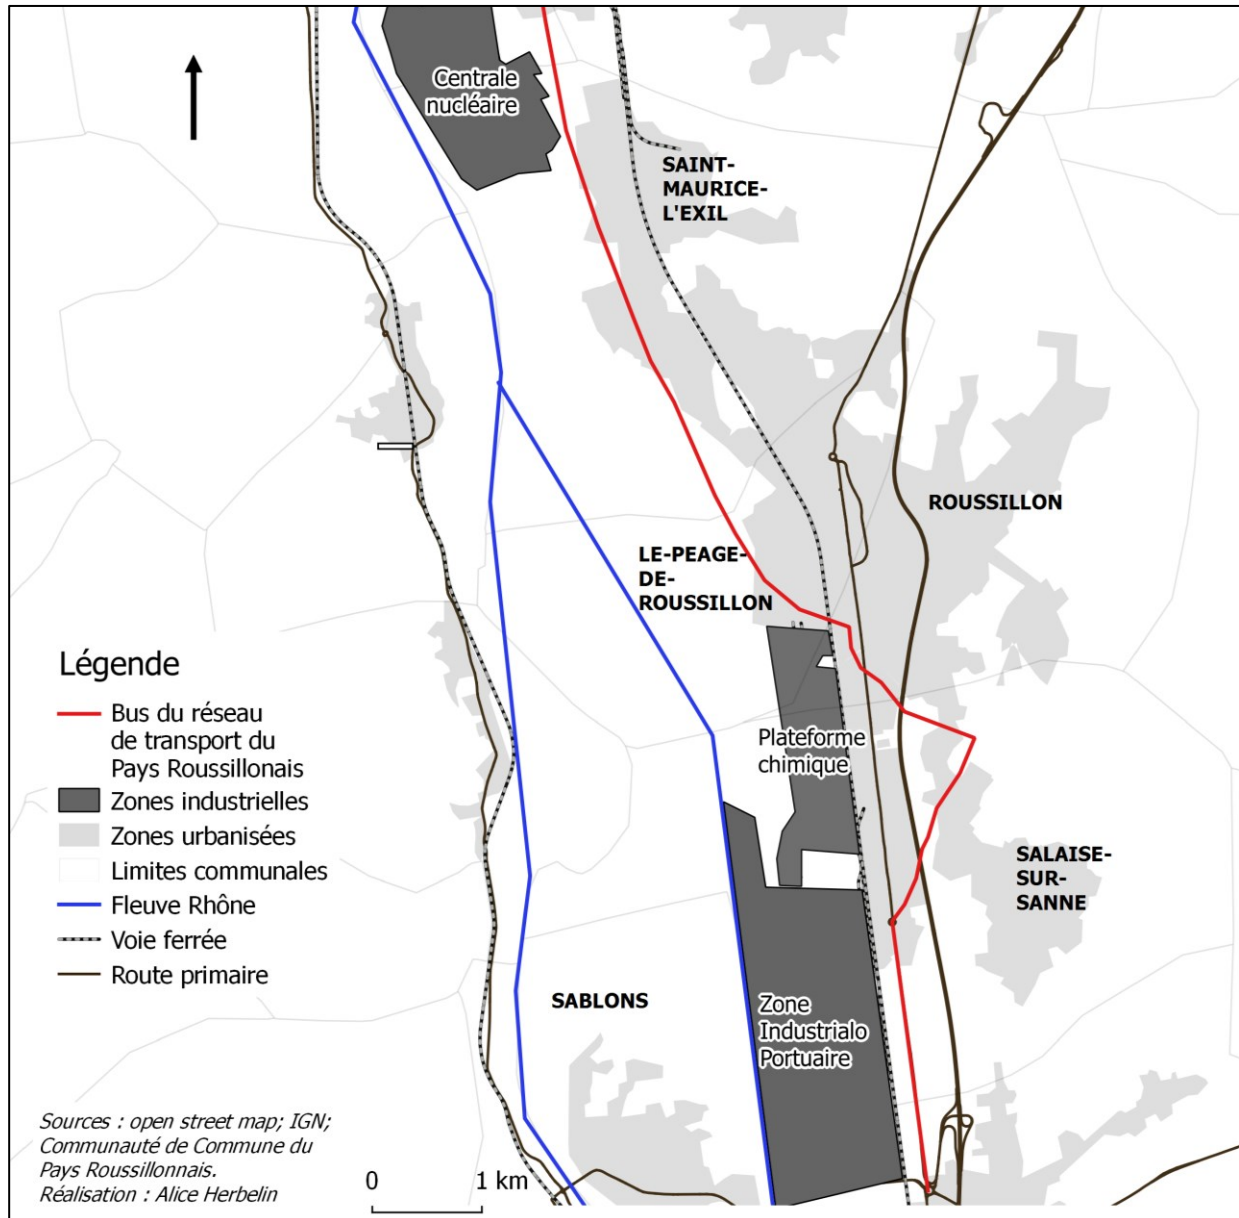 Centrale
nucléaire
SAINT-
MAURICE-
L'EXIL
ROUSSILLON
LE-PEAGE-
DE-
ROUSSILLON
Plateforme
chimique
SALAISE-
SUR-
SANNE
SABLONS
Zone
Industrialo
Portuaire
Légende
Bus du réseau
de transport du
Pays Roussillonais
Zones industrielles
Zones urbanisées
Limites communales
Fleuve Rhône
Voie ferrée
Route primaire
Sources : open street map; IGN;
Communauté de Commune du
Pays Roussillonnais.
Réalisation : Alice Herbelin
0 1 km